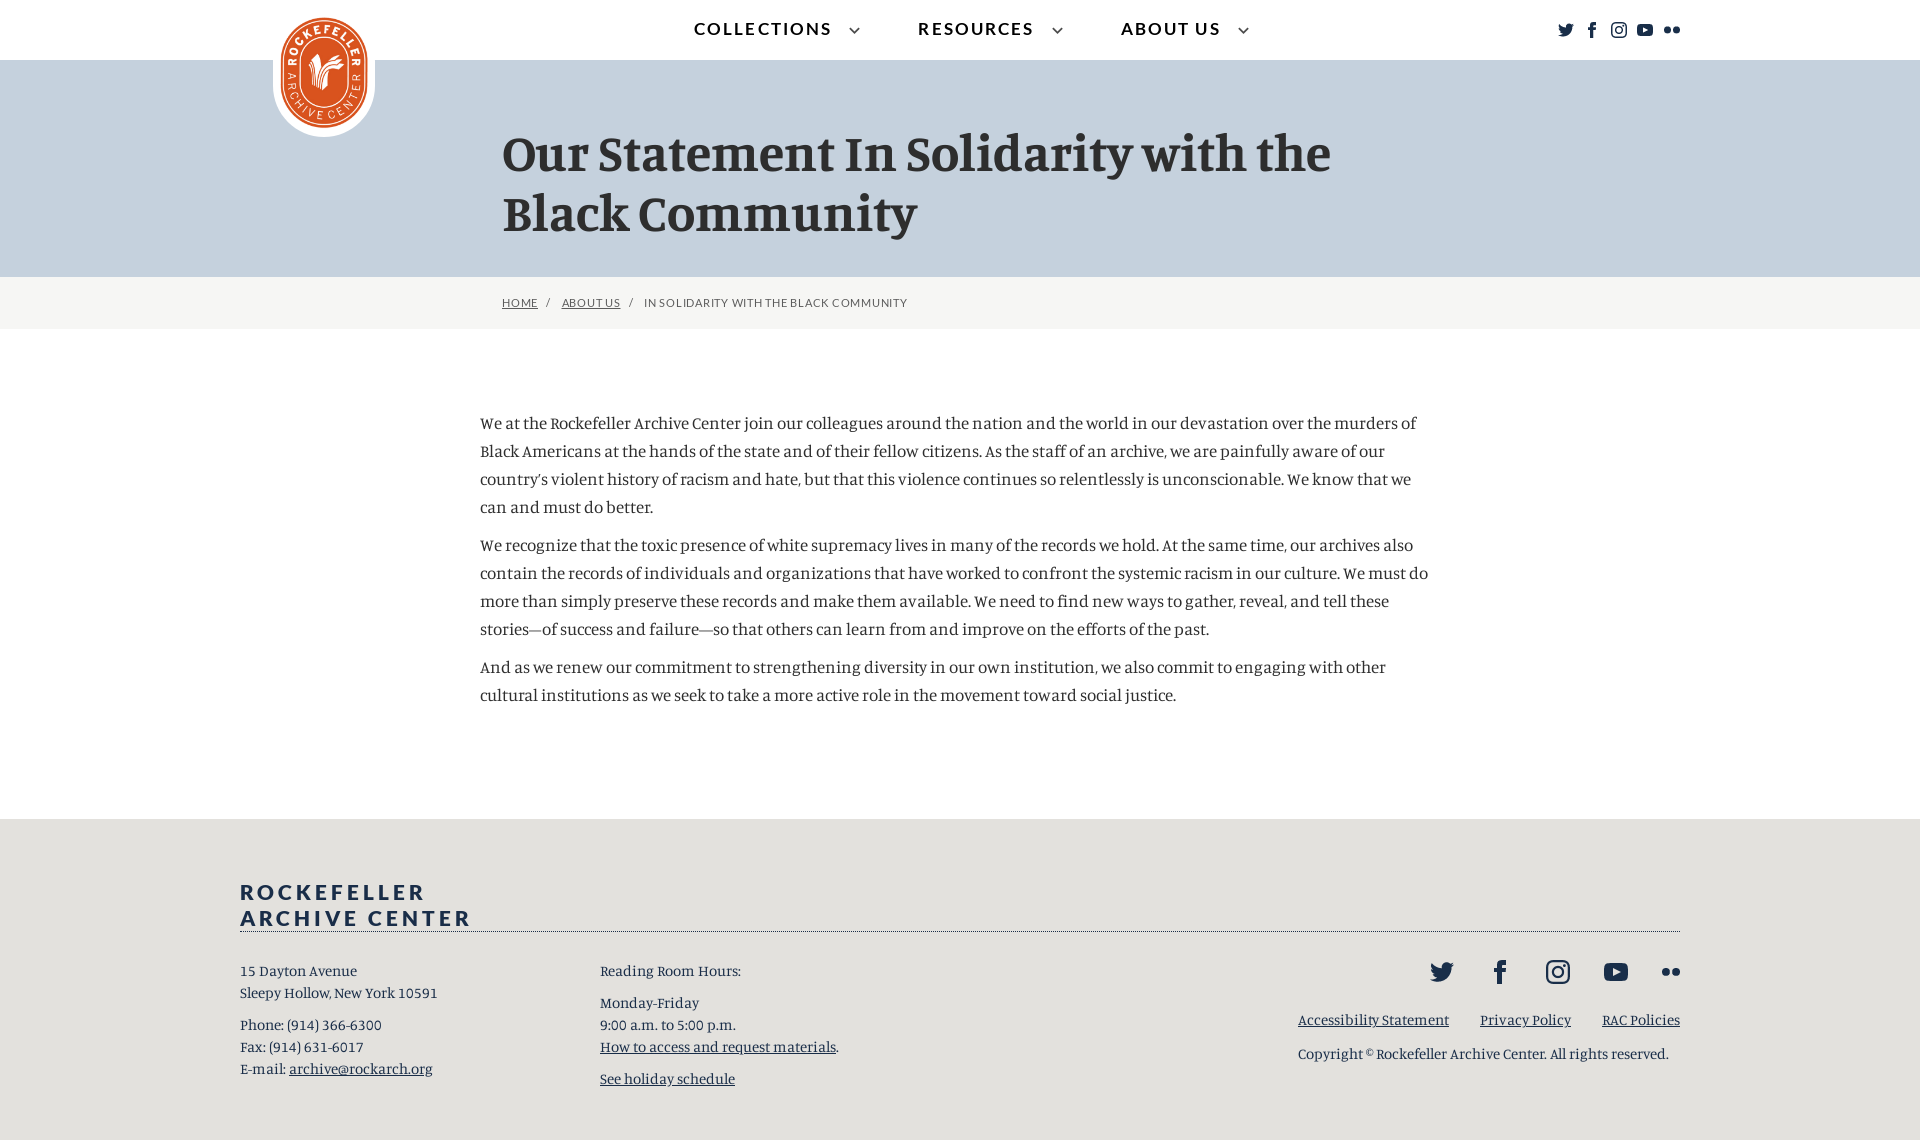 ROCKEFELLER
ARCHIVE CENTER
COLLECTIONS
RESOURCES
ABOUT US
Our Statement In Solidarity with the
Black Community
HOME / ABOUT US / IN SOLIDARITY WITH THE BLACK COMMUNITY
We at the Rockefeller Archive Center join our colleagues around the nation and the world in our devastation over the murders of
Black Americans at the hands of the state and of their fellow citizens. As the staff of an archive, we are painfully aware of our
country’s violent history of racism and hate, but that this violence continues so relentlessly is unconscionable. We know that we
can and must do better.
We recognize that the toxic presence of white supremacy lives in many of the records we hold. At the same time, our archives also
contain the records of individuals and organizations that have worked to confront the systemic racism in our culture. We must do
more than simply preserve these records and make them available. We need to find new ways to gather, reveal, and tell these
stories—of success and failure—so that others can learn from and improve on the efforts of the past.
And as we renew our commitment to strengthening diversity in our own institution, we also commit to engaging with other
cultural institutions as we seek to take a more active role in the movement toward social justice.
ROCKEFELLER
ARCHIVE CENTER
15 Dayton Avenue
Sleepy Hollow, New York 10591
Phone: (914) 366-6300
Fax: (914) 631-6017
E-mail: archive@rockarch.org
Reading Room Hours:
Monday-Friday
9:00 a.m. to 5:00 p.m.
How to access and request materials.
See holiday schedule
Accessibility Statement
Privacy Policy
RAC Policies
Copyright © Rockefeller Archive Center. All rights reserved.